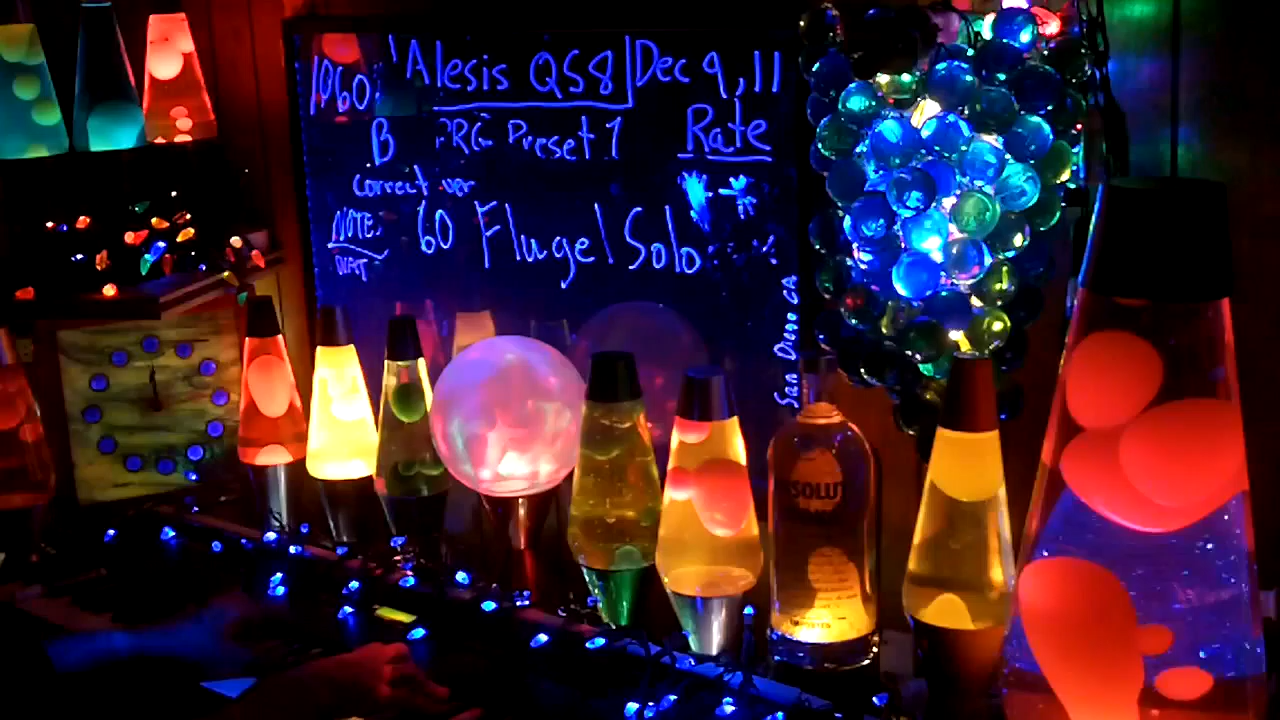 1060: Alesis QS8 Dec 9, 11
B PRG Preset 1 Rate
correct ver
NOTE: 60 Flugel Solo
San Diego CA
ABSOLUT